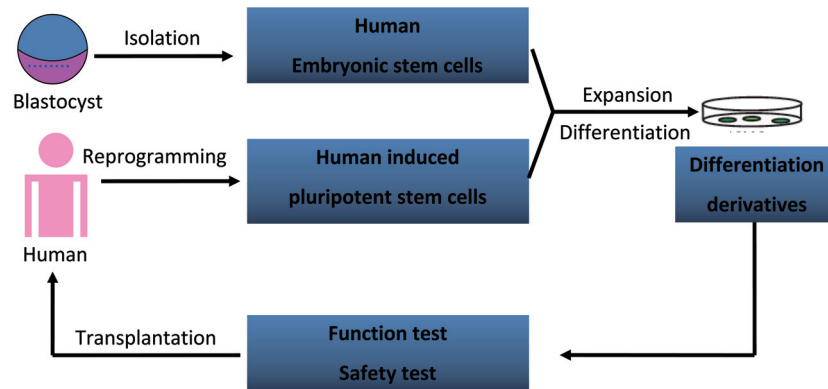 Isolation
Blastocyst
Human
Embryonic stem cells
Expansion
Differentiation
Reprogramming
Human
Human induced
pluripotent stem cells
Differentiation
derivatives
Transplantation
Function test
Safety test